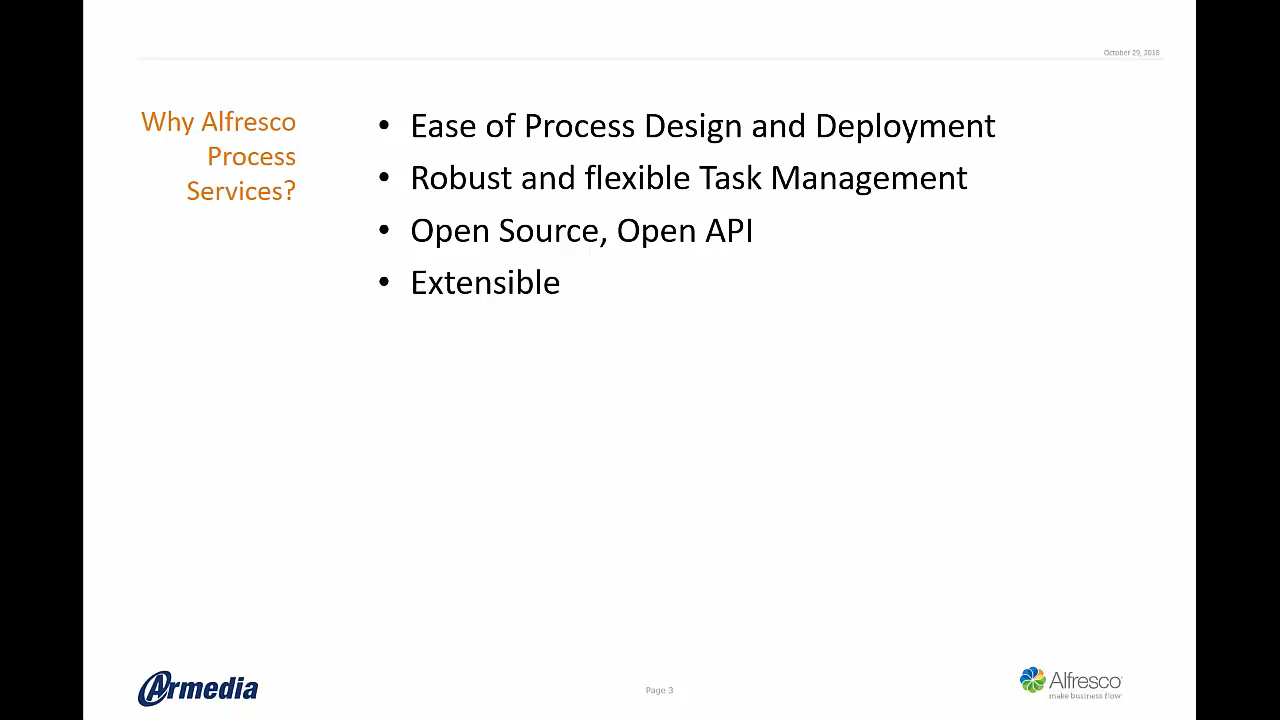 October 29, 2018
Why Alfresco
Process
Services?
• Ease of Process Design and Deployment
• Robust and flexible Task Management
• Open Source, Open API
• Extensible
Armedia
Page 3
Alfresco
make business flow